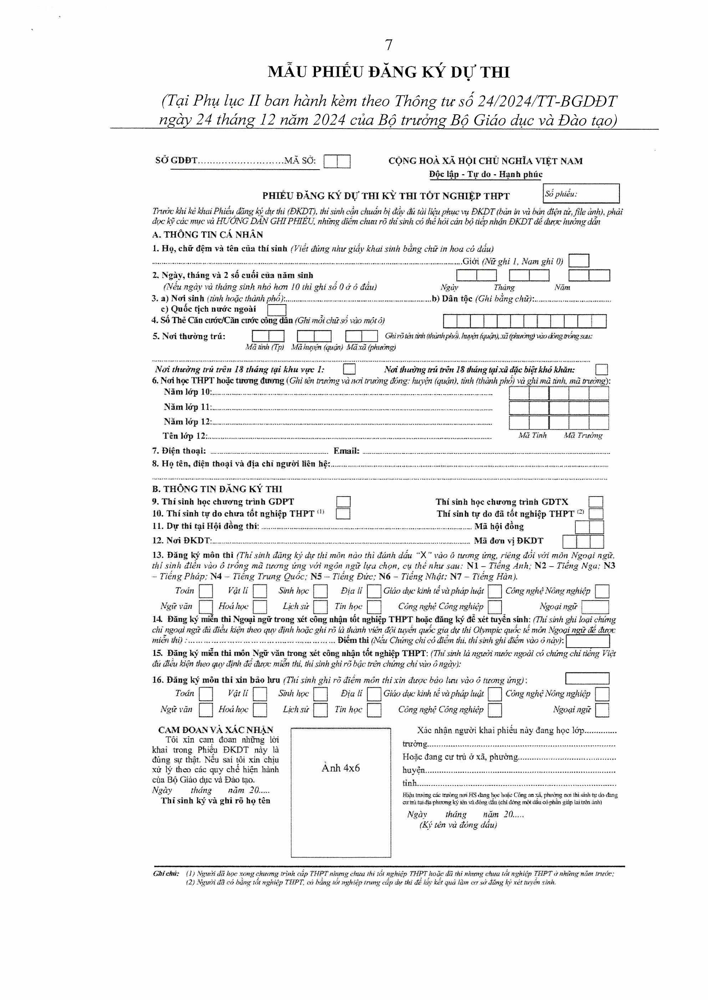 7
MẪU PHIẾU ĐĂNG KÝ DỰ THI
(Tại Phụ lục II ban hành kèm theo Thông tư số 24/2024/TT-BGDĐT
ngày 24 tháng 12 năm 2024 của Bộ trưởng Bộ Giáo dục và Đào tạo)
SỞ GDĐT............................MÃ SỞ: CỘNG HOÀ XÃ HỘI CHỦ NGHĨA VIỆT NAM
Độc lập - Tự do - Hạnh phúc
PHIẾU ĐĂNG KÝ DỰ THI KỲ THI TỐT NGHIỆP THPT Số phiếu:
Trước khi kê khai Phiếu đăng ký dự thi (ĐKDT), thí sinh cần chuẩn bị đầy đủ tài liệu phục vụ ĐKDT (bản in và bản điện tử, file ảnh), phải
đọc kỹ các mục và HƯỚNG DẪN GHI PHIẾU, những điểm chưa rõ thí sinh có thể hỏi cán bộ tiếp nhận ĐKDT để được hướng dẫn
A. THÔNG TIN CÁ NHÂN
1. Họ, chữ đệm và tên của thí sinh (Viết đúng như giấy khai sinh bằng chữ in hoa có dấu)
..............................Giới (Nữ ghi 1, Nam ghi 0)
2. Ngày, tháng và 2 số cuối của năm sinh
(Nếu ngày và tháng sinh nhỏ hơn 10 thì ghi số 0 ở ô đầu) Ngày Tháng Năm
3. a) Nơi sinh (tỉnh hoặc thành phố):..............................b) Dân tộc (Ghi bằng chữ):..............................
c) Quốc tịch nước ngoài
4. Số Thẻ Căn cước/Căn cước công dân (Ghi mỗi chữ số vào một ô)
5. Nơi thường trú: Ghi rõ tên tỉnh (thành phố), huyện (quận), xã (phường) vào dòng trống sau:
Mã tỉnh (Tp) Mã huyện (quận) Mã xã (phường)
..............................
Nơi thường trú trên 18 tháng tại khu vực 1: Nơi thường trú trên 18 tháng tại xã đặc biệt khó khăn:
6. Nơi học THPT hoặc tương đương (Ghi tên trường và nơi trường đóng: huyện (quận), tỉnh (thành phố) và ghi mã tỉnh, mã trường):
Năm lớp 10:..............................
Năm lớp 11:..............................
Năm lớp 12:..............................
Tên lớp 12:.............................. Mã Tỉnh Mã Trường
7. Điện thoại: .............................. Email: ..............................
8. Họ tên, điện thoại và địa chỉ người liên hệ:..............................
..............................
B. THÔNG TIN ĐĂNG KÝ THI
9. Thí sinh học chương trình GDPT Thí sinh học chương trình GDTX
10. Thí sinh tự do chưa tốt nghiệp THPT (1) Thí sinh tự do đã tốt nghiệp THPT (2)
11. Dự thi tại Hội đồng thi: .............................. Mã hội đồng
12. Nơi ĐKDT:.............................. Mã đơn vị ĐKDT
13. Đăng ký môn thi (Thí sinh đăng ký dự thi môn nào thì đánh dấu “X” vào ô tương ứng, riêng đối với môn Ngoại ngữ,
thí sinh điền vào ô trống mã tương ứng với ngôn ngữ lựa chọn, cụ thể như sau: N1 – Tiếng Anh; N2 – Tiếng Nga; N3
– Tiếng Pháp; N4 – Tiếng Trung Quốc; N5 – Tiếng Đức; N6 – Tiếng Nhật; N7 – Tiếng Hàn).
Toán Vật lí Sinh học Địa lí Giáo dục kinh tế và pháp luật Công nghệ Nông nghiệp
Ngữ văn Hoá học Lịch sử Tin học Công nghệ Công nghiệp Ngoại ngữ
14. Đăng ký miễn thi Ngoại ngữ trong xét công nhận tốt nghiệp THPT hoặc đăng ký để xét tuyển sinh: (Thí sinh ghi loại chứng
chỉ ngoại ngữ đủ điều kiện theo quy định hoặc ghi rõ là thành viên đội tuyển quốc gia dự thi Olympic quốc tế môn Ngoại ngữ để được
miễn thi) :.............................. Điểm thi (Nếu Chứng chỉ có điểm thi, thí sinh ghi điểm vào ô này):
15. Đăng ký miễn thi môn Ngữ văn trong xét công nhận tốt nghiệp THPT: (Thí sinh là người nước ngoài có chứng chỉ tiếng Việt
đủ điều kiện theo quy định để được miễn thi, thí sinh ghi rõ bậc trên chứng chỉ vào ô ngày):
16. Đăng ký môn thi xin bảo lưu (Thí sinh ghi rõ điểm môn thi xin được bảo lưu vào ô tương ứng):
Toán Vật lí Sinh học Địa lí Giáo dục kinh tế và pháp luật Công nghệ Nông nghiệp
Ngữ văn Hoá học Lịch sử Tin học Công nghệ Công nghiệp Ngoại ngữ
CAM ĐOAN VÀ XÁC NHẬN
Tôi xin cam đoan những lời
khai trong Phiếu ĐKDT này là
đúng sự thật. Nếu sai tôi xin chịu
xử lý theo các quy chế hiện hành
của Bộ Giáo dục và Đào tạo.
Ngày tháng năm 20.....
Thí sinh ký và ghi rõ họ tên
Ảnh 4x6
Xác nhận người khai phiếu này đang học lớp..............
trường..............................
Hoặc đang cư trú ở xã, phường..............................
huyện..............................
tỉnh..............................
Hiệu trưởng các trường nơi HS đang học hoặc Công an xã, phường nơi thí sinh tự do đang
cư trú tại địa phương ký tên và đóng dấu (chỉ đóng một dấu có phần giáp lai trên ảnh)
Ngày tháng năm 20.....
(Ký tên và đóng dấu)
Ghi chú: (1) Người đã học xong chương trình cấp THPT nhưng chưa thi tốt nghiệp THPT hoặc đã thi nhưng chưa tốt nghiệp THPT ở những năm trước;
(2) Người đã có bằng tốt nghiệp THPT, có bằng tốt nghiệp trung cấp dự thi để lấy kết quả làm cơ sở đăng ký xét tuyển sinh.